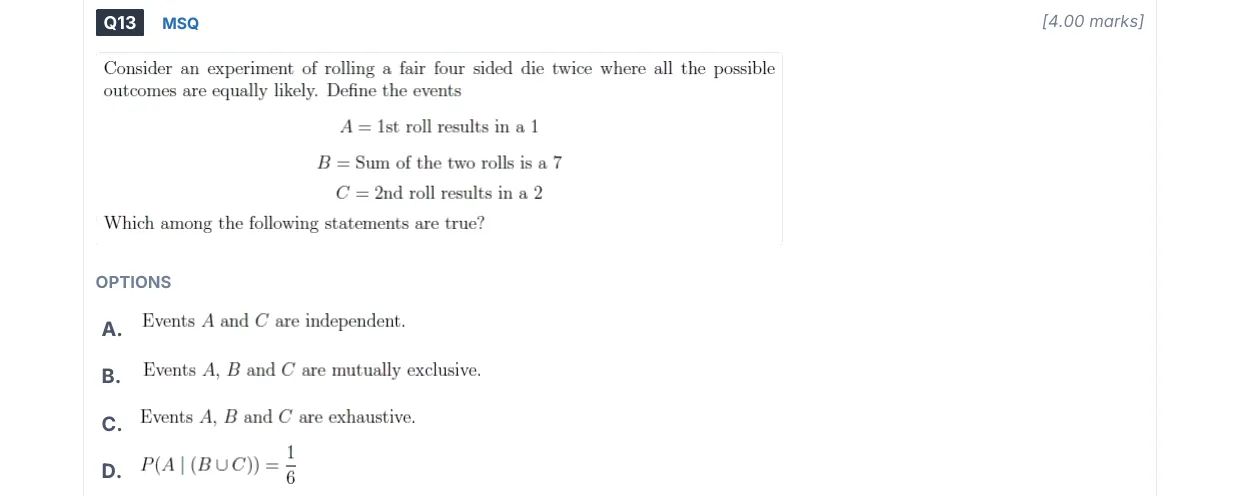 Q13 MSQ [4.00 marks]
Consider an experiment of rolling a fair four sided die twice where all the possible
outcomes are equally likely. Define the events
A = 1st roll results in a 1
B = Sum of the two rolls is a 7
C = 2nd roll results in a 2
Which among the following statements are true?
OPTIONS
A. Events A and C are independent.
B. Events A, B and C are mutually exclusive.
C. Events A, B and C are exhaustive.
D. P(A | (B ∪ C)) = 1/6